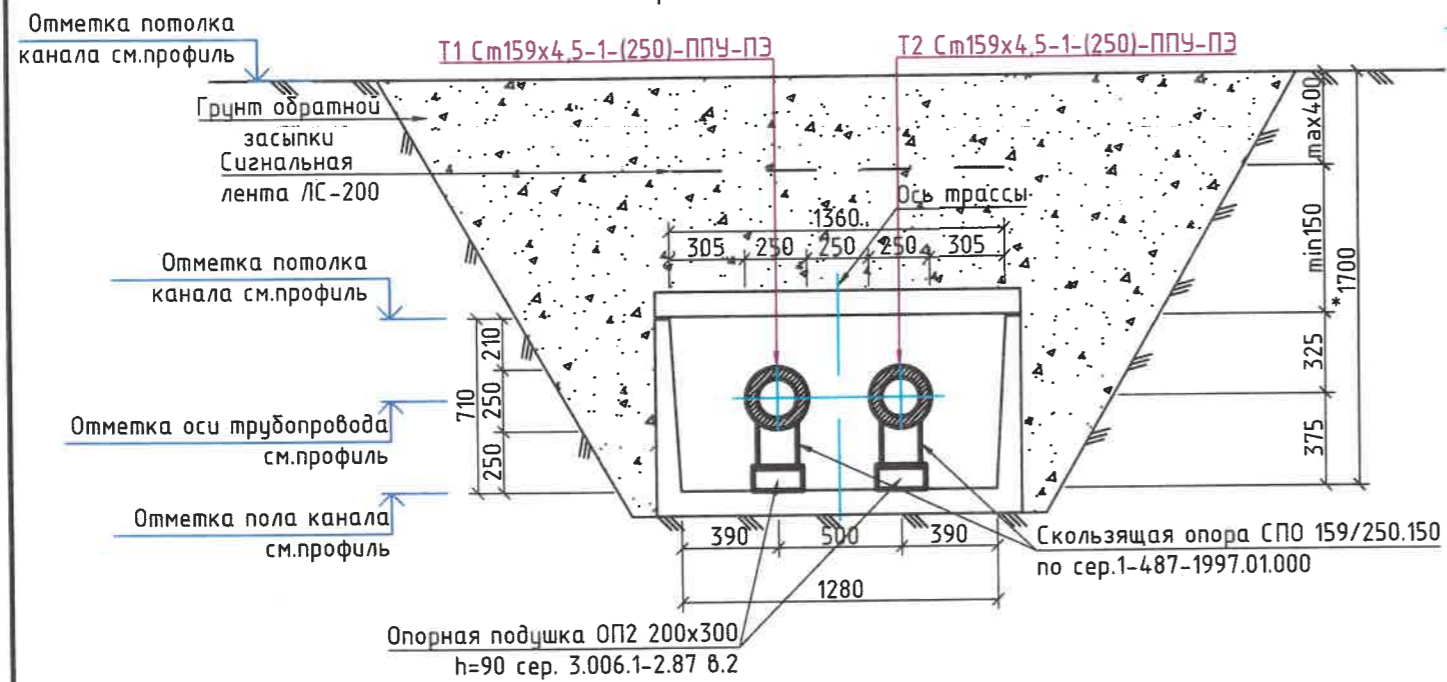 Отметка потолка
канала см.профиль
T1 Ст159х4,5-1-(250)-ППУ-ПЭ
T2 Ст159х4,5-1-(250)-ППУ-ПЭ
Грунт обратной
засыпки
Сигнальная
лента ЛС-200
Ось трассы
1360
305 250 250 250 305
max400
min150
*1700
325
375
Отметка потолка
канала см.профиль
210
250
250
710
Отметка оси трубопровода
см.профиль
Отметка пола канала
см.профиль
390 500 390
1280
Скользящая опора СПО 159/250.150
по сер.1-487-1997.01.000
Опорная подушка ОП2 200х300
h=90 сер. 3.006.1-2.87 в.2